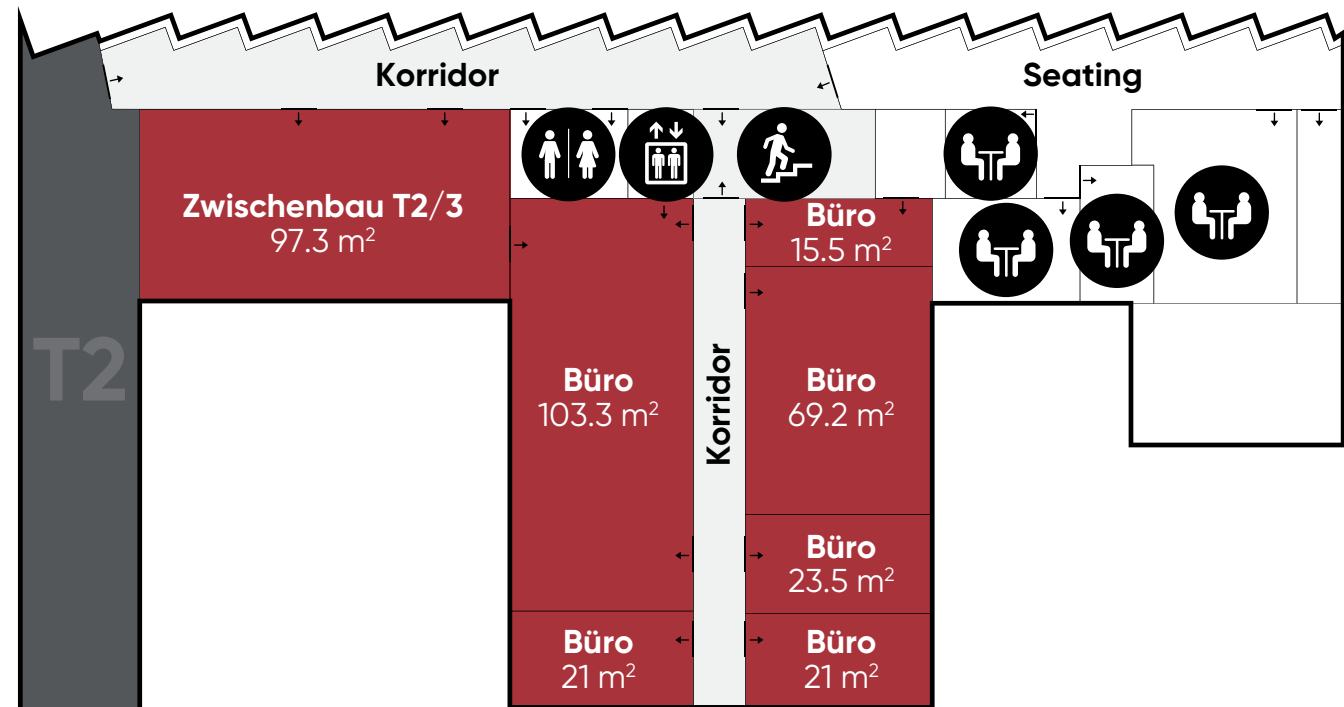 Korridor
Seating
Zwischenbau T2/3
97.3 m²
Büro
15.5 m²
T2
Büro
103.3 m²
Korridor
Büro
69.2 m²
Büro
23.5 m²
Büro
21 m²
Büro
21 m²